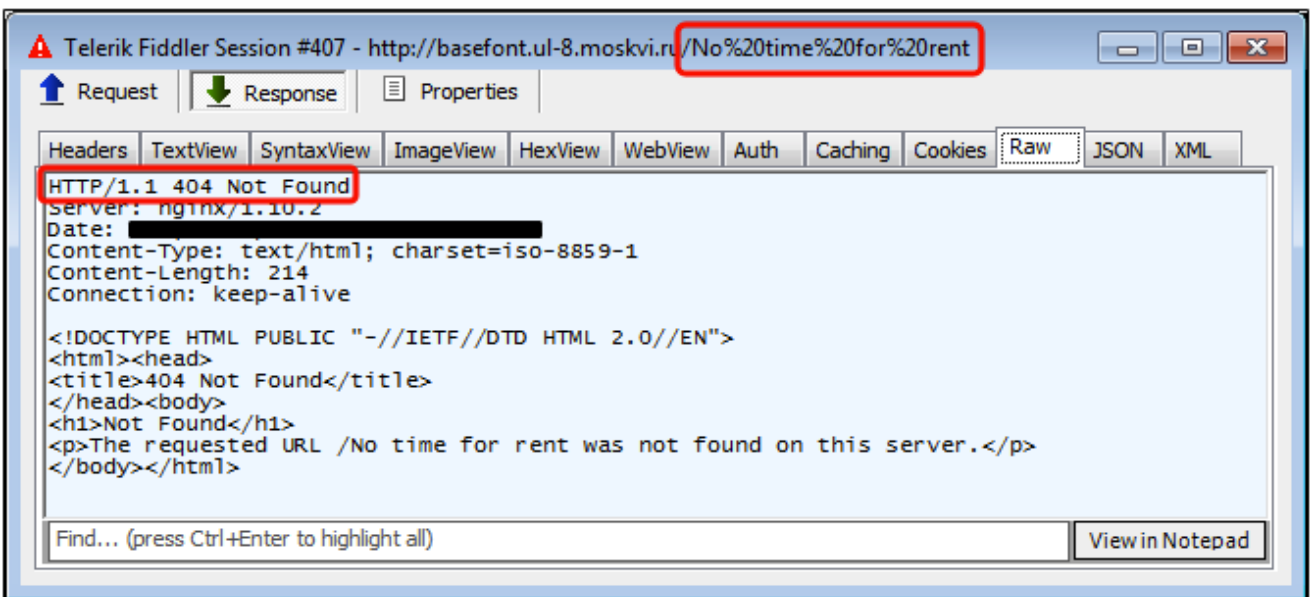 Telerik Fiddler Session #407 - http://basefont.ul-8.moskvi.ru/No%20time%20for%20rent
Request Response Properties
Headers TextView SyntaxView ImageView HexView WebView Auth Caching Cookies Raw JSON XML
HTTP/1.1 404 Not Found
Server: nginx/1.10.2
Date:
Content-Type: text/html; charset=iso-8859-1
Content-Length: 214
Connection: keep-alive
<!DOCTYPE HTML PUBLIC "-//IETF//DTD HTML 2.0//EN">
<html><head>
<title>404 Not Found</title>
</head><body>
<h1>Not Found</h1>
<p>The requested URL /No time for rent was not found on this server.</p>
</body></html>
Find... (press Ctrl+Enter to highlight all) View in Notepad